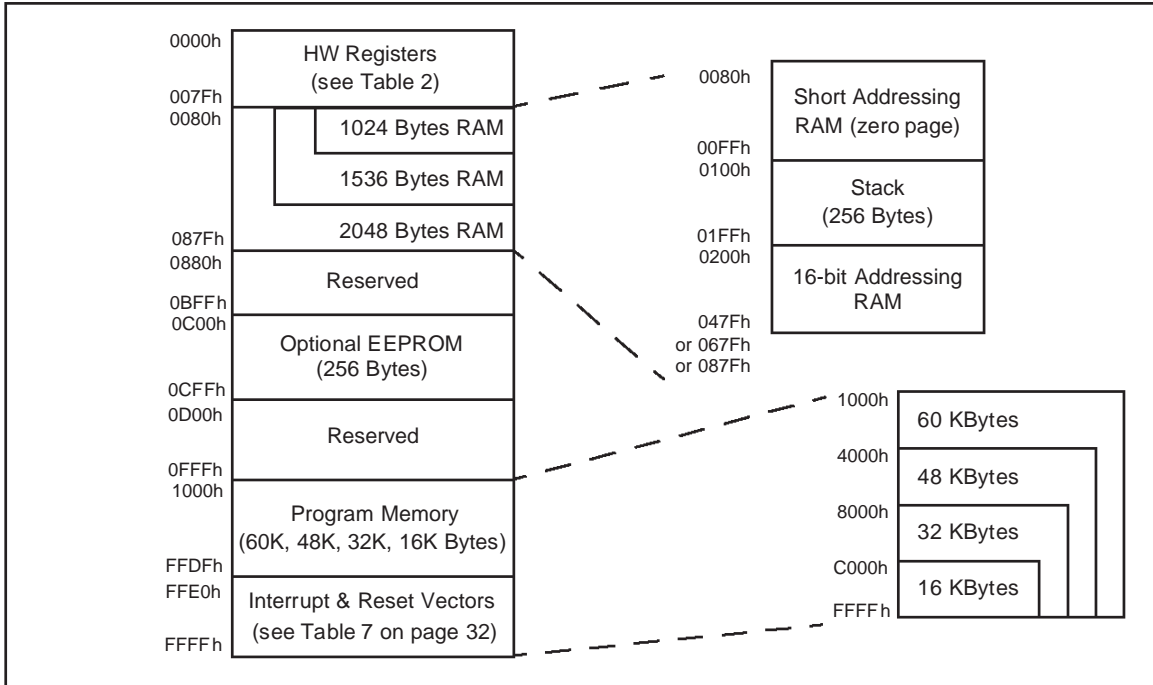 0000h
HW Registers
(see Table 2)
007Fh
0080h
1024 Bytes RAM
1536 Bytes RAM
2048 Bytes RAM
087Fh
0880h
Reserved
0BFFh
0C00h
Optional EEPROM
(256 Bytes)
0CFFh
0D00h
Reserved
0FFFh
1000h
Program Memory
(60K, 48K, 32K, 16K Bytes)
FFDFh
FFE0h
Interrupt & Reset Vectors
(see Table 7 on page 32)
FFFFh
0080h
Short Addressing
RAM (zero page)
00FFh
0100h
Stack
(256 Bytes)
01FFh
0200h
16-bit Addressing
RAM
047Fh
or 067Fh
or 087Fh
1000h
60 KBytes
4000h
48 KBytes
8000h
32 KBytes
C000h
16 KBytes
FFFFh